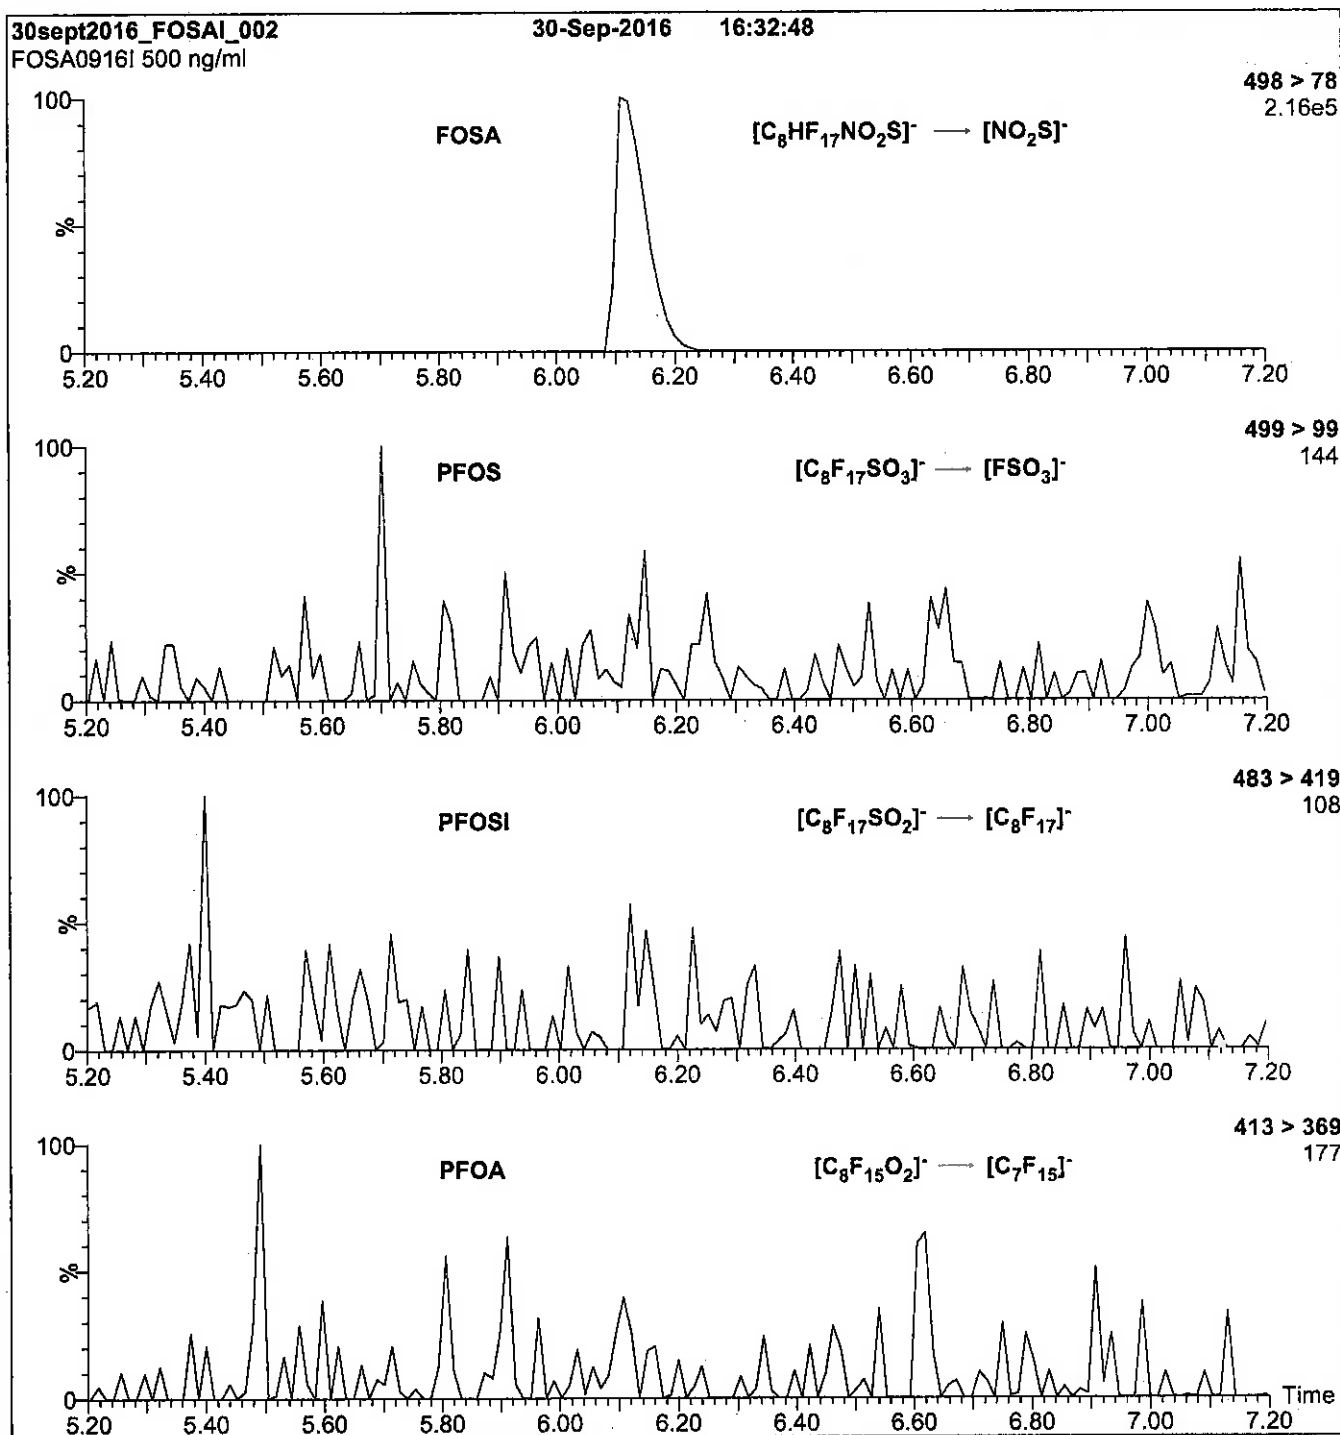 30sept2016_FOSAI_002 30-Sep-2016 16:32:48
FOSA0916I 500 ng/ml
498 > 78
2.16e5
100
FOSA [C₈HF₁₇NO₂S]⁻ → [NO₂S]⁻
%
0
5.20 5.40 5.60 5.80 6.00 6.20 6.40 6.60 6.80 7.00 7.20
499 > 99
144
100
PFOS [C₈F₁₇SO₃]⁻ → [FSO₃]⁻
%
0
5.20 5.40 5.60 5.80 6.00 6.20 6.40 6.60 6.80 7.00 7.20
483 > 419
108
100
PFOSI [C₈F₁₇SO₂]⁻ → [C₈F₁₇]⁻
%
0
5.20 5.40 5.60 5.80 6.00 6.20 6.40 6.60 6.80 7.00 7.20
413 > 369
177
100
PFOA [C₈F₁₅O₂]⁻ → [C₇F₁₅]⁻
%
0 Time
5.20 5.40 5.60 5.80 6.00 6.20 6.40 6.60 6.80 7.00 7.20